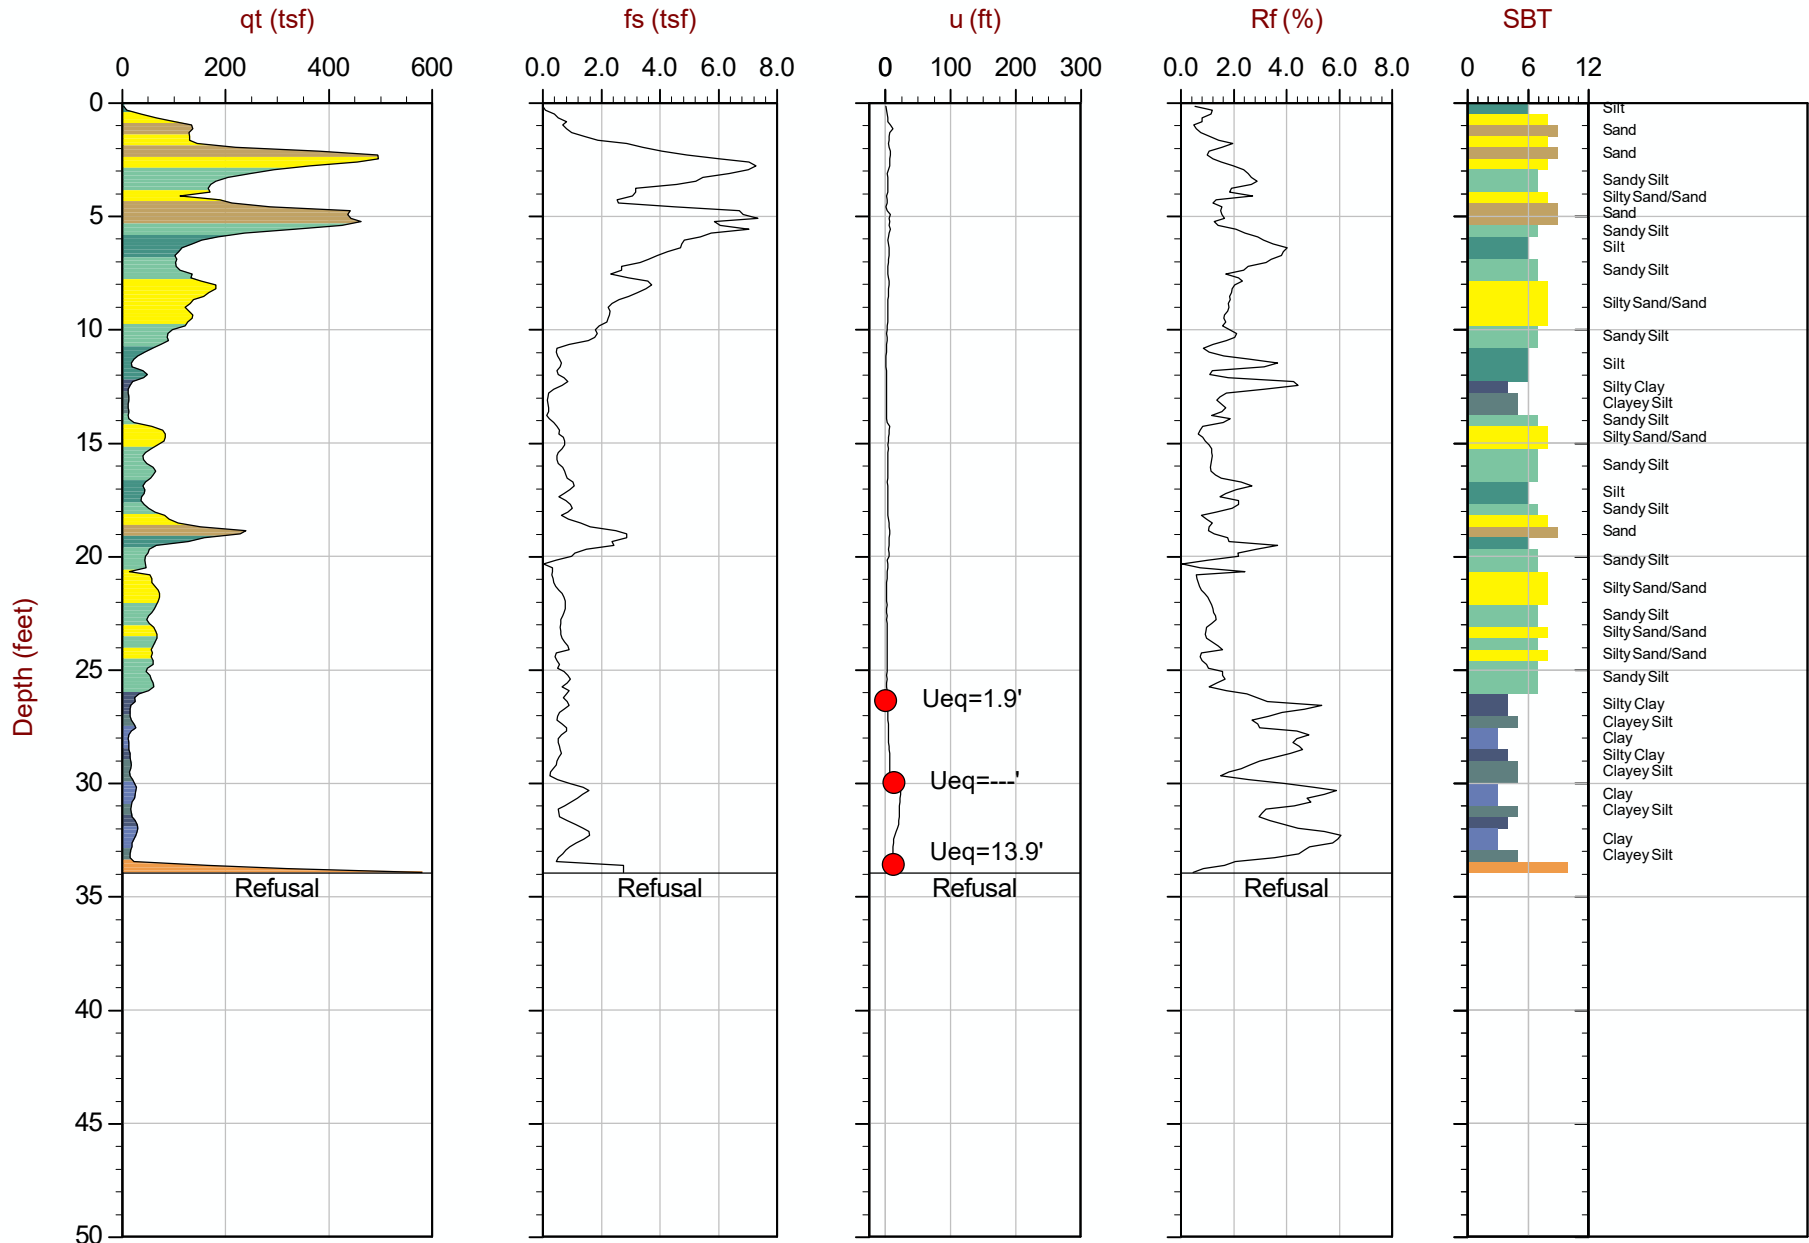 qt (tsf) fs (tsf) u (ft) Rf (%) SBT
0 200 400 600 0.0 2.0 4.0 6.0 8.0 0 100 200 300 0.0 2.0 4.0 6.0 8.0 0 6 12
0
Silt
Sand
Sand
Sandy Silt
Silty Sand/Sand
Sand
5
Sandy Silt
Silt
Sandy Silt
Silty Sand/Sand
10
Sandy Silt
Silt
Silty Clay
Clayey Silt
Sandy Silt
Silty Sand/Sand
15
Sandy Silt
Silt
Sandy Silt
Sand
20
Sandy Silt
Silty Sand/Sand
Sandy Silt
Silty Sand/Sand
Silty Sand/Sand
25
Sandy Silt
Depth (feet)
Ueq=1.9'
Silty Clay
Clayey Silt
Clay
Silty Clay
Clayey Silt
30
Ueq=---'
Clay
Clayey Silt
Clay
Ueq=13.9'
Clayey Silt
Refusal Refusal Refusal Refusal
35
40
45
50